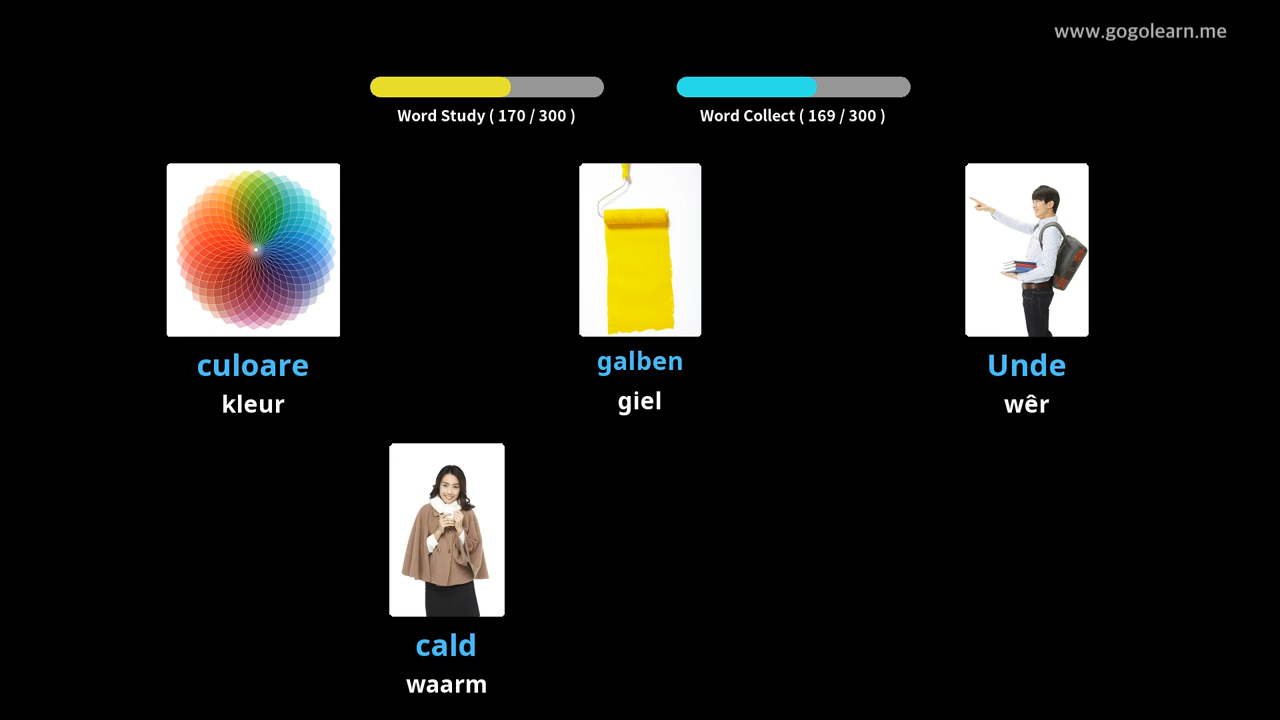 www.gogolearn.me
Word Study ( 170 / 300 )
Word Collect ( 169 / 300 )
culoare
kleur
galben
giel
Unde
wêr
cald
waarm